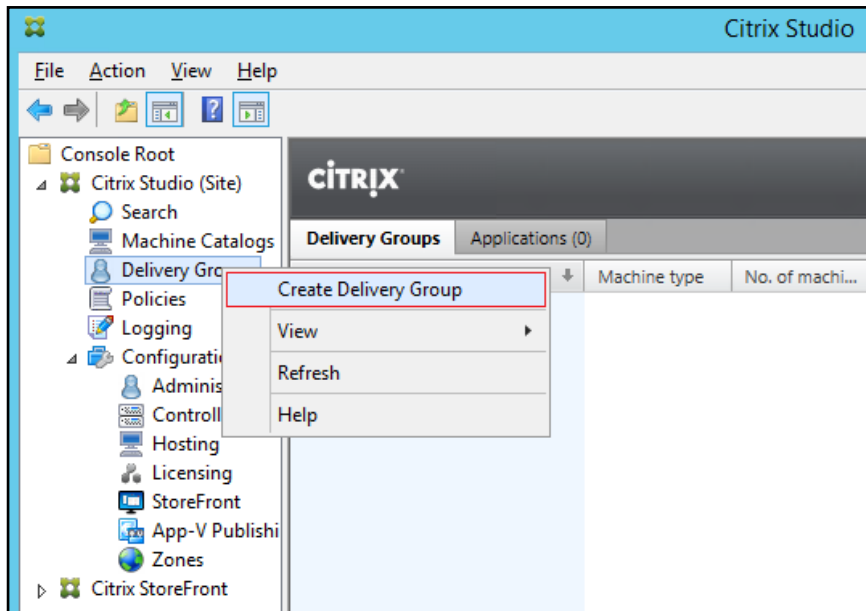 Citrix Studio
File Action View Help
Console Root
Citrix Studio (Site)
Search
Machine Catalogs
Delivery Gro
Policies
Logging
Configurati
Adminis
Controll
Hosting
Licensing
StoreFront
App-V Publishi
Zones
Citrix StoreFront
CİTRIX
Delivery Groups Applications (0)
Machine type No. of machi...
Create Delivery Group
View
Refresh
Help